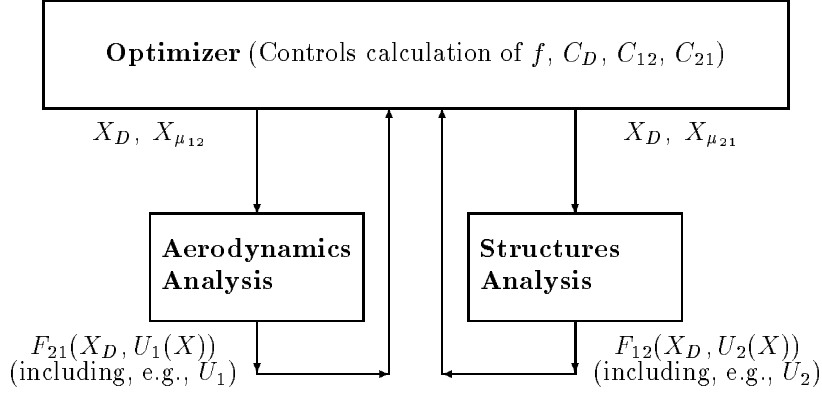 Optimizer (Controls calculation of f, C_D, C_12, C_21)
X_D, X_μ12
X_D, X_μ21
Aerodynamics
Analysis
Structures
Analysis
F_21(X_D, U_1(X))
(including, e.g., U_1)
F_12(X_D, U_2(X))
(including, e.g., U_2)